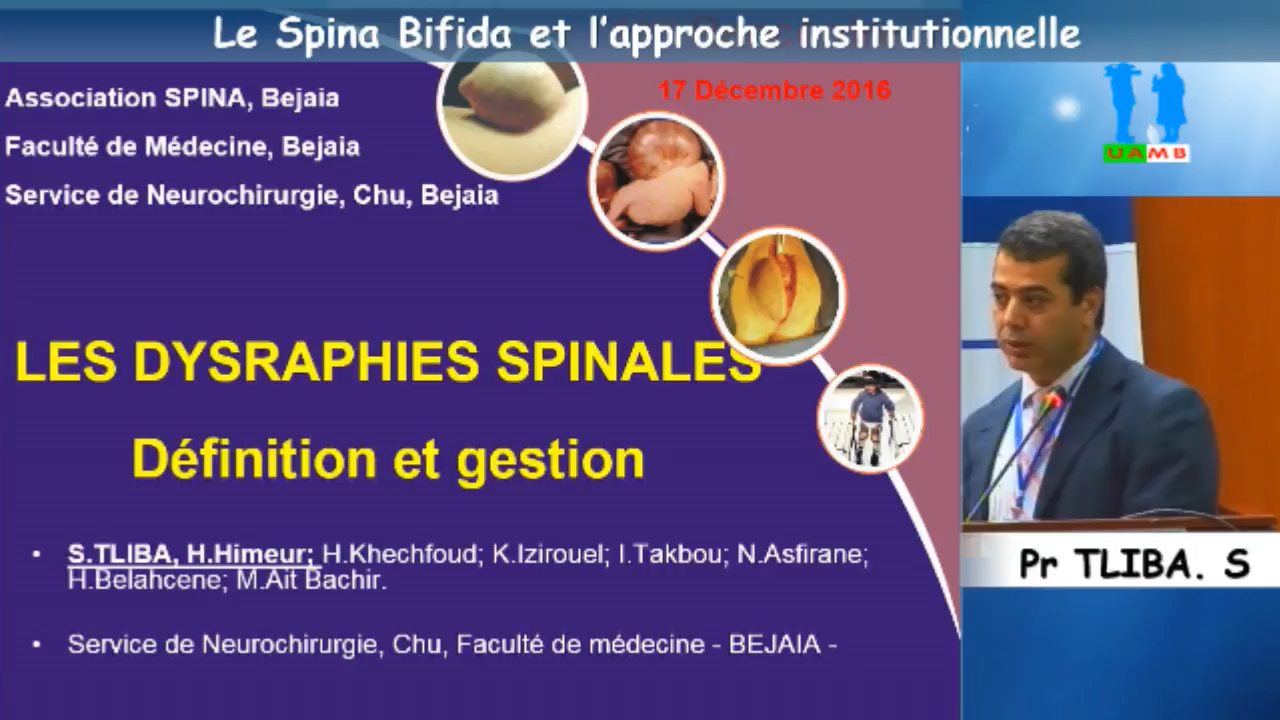 Le Spina Bifida et l'approche institutionnelle
Association SPINA, Bejaia
17 Décembre 2016
Faculté de Médecine, Bejaia
Service de Neurochirurgie, Chu, Bejaia
UAMB
LES DYSRAPHIES SPINALES
Définition et gestion
• S.TLIBA, H.Himeur; H.Khechfoud; K.Izirouel; I.Takbou; N.Asfirane;
H.Belahcene; M.Ait Bachir.
• Service de Neurochirurgie, Chu, Faculté de médecine - BEJAIA -
Pr TLIBA. S